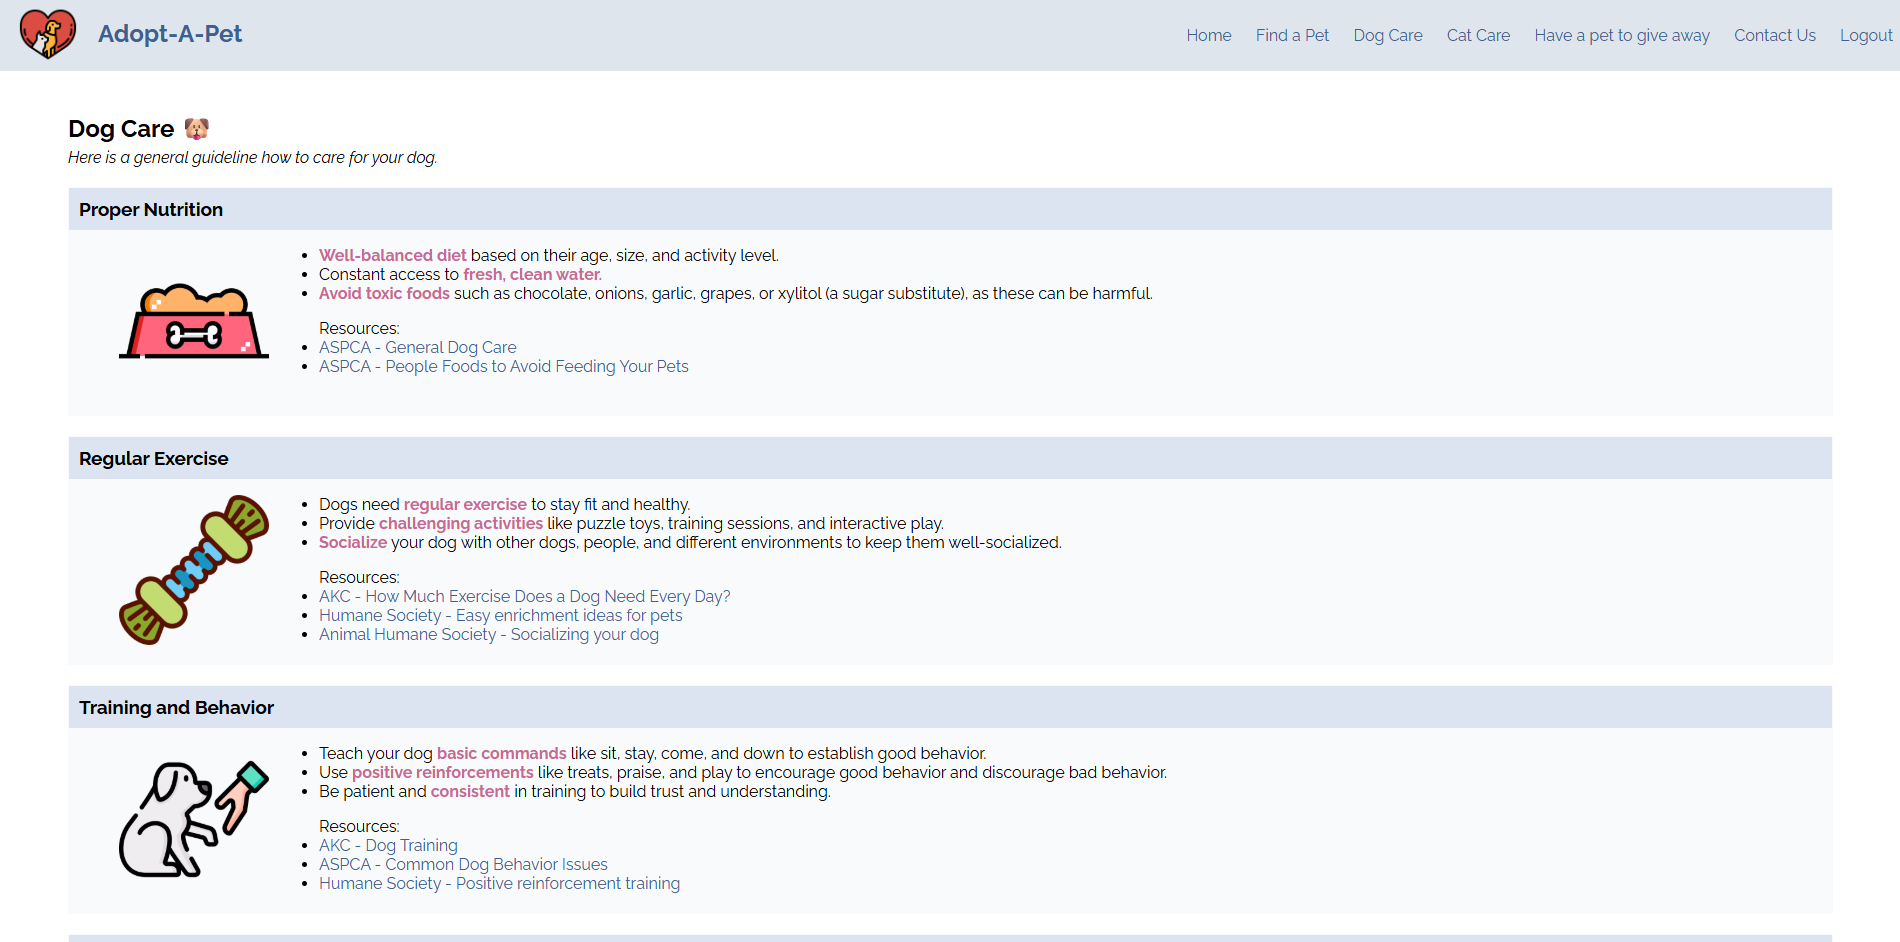 Adopt-A-Pet
Home Find a Pet Dog Care Cat Care Have a pet to give away Contact Us Logout
Dog Care
Here is a general guideline how to care for your dog.
Proper Nutrition
Well-balanced diet based on their age, size, and activity level.
Constant access to fresh, clean water.
Avoid toxic foods such as chocolate, onions, garlic, grapes, or xylitol (a sugar substitute), as these can be harmful.
Resources:
ASPCA - General Dog Care
ASPCA - People Foods to Avoid Feeding Your Pets
Regular Exercise
Dogs need regular exercise to stay fit and healthy.
Provide challenging activities like puzzle toys, training sessions, and interactive play.
Socialize your dog with other dogs, people, and different environments to keep them well-socialized.
Resources:
AKC - How Much Exercise Does a Dog Need Every Day?
Humane Society - Easy enrichment ideas for pets
Animal Humane Society - Socializing your dog
Training and Behavior
Teach your dog basic commands like sit, stay, come, and down to establish good behavior.
Use positive reinforcements like treats, praise, and play to encourage good behavior and discourage bad behavior.
Be patient and consistent in training to build trust and understanding.
Resources:
AKC - Dog Training
ASPCA - Common Dog Behavior Issues
Humane Society - Positive reinforcement training